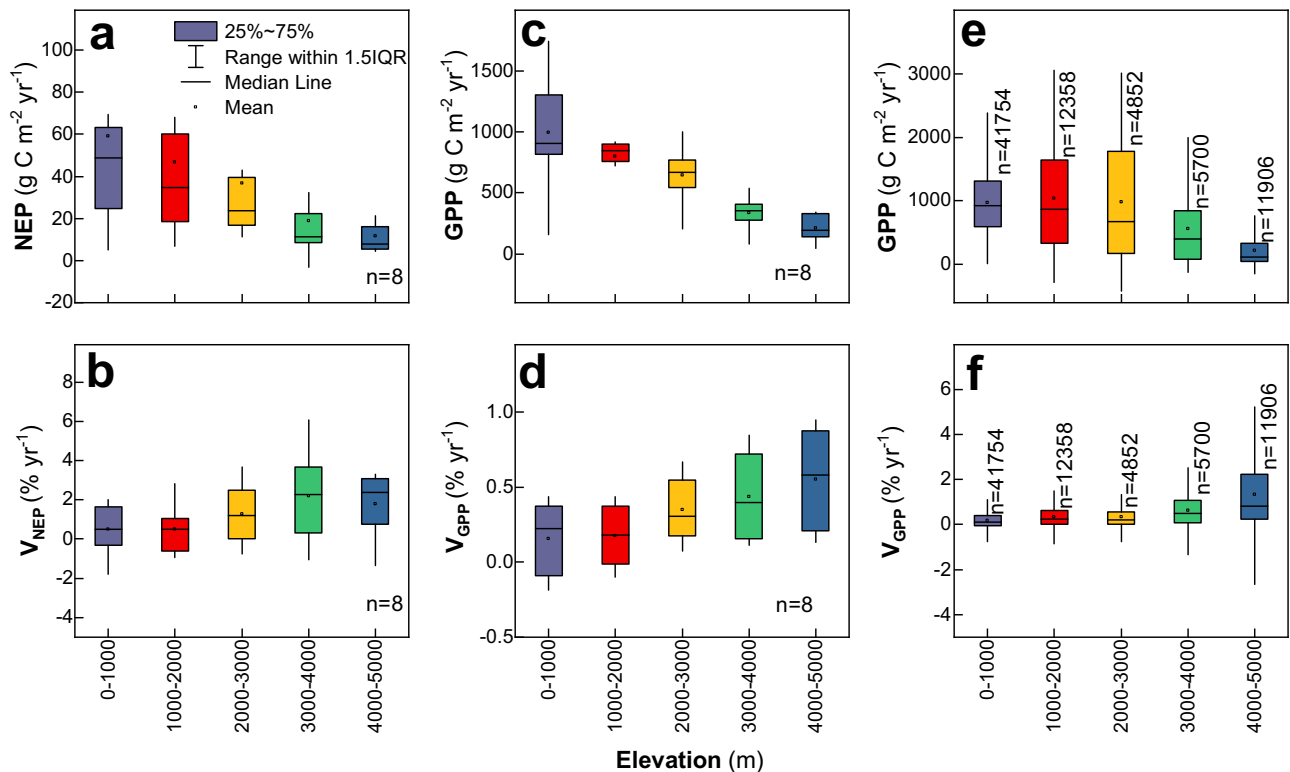 a
25%~75%
Range within 1.5IQR
Median Line
Mean
100
80
60
40
20
0
-20
NEP (g C m-2 yr-1)
n=8
c
1500
1000
500
0
GPP (g C m-2 yr-1)
n=8
e
3000
2000
1000
0
GPP (g C m-2 yr-1)
n=41754
n=12358
n=4852
n=5700
n=11906
b
8
6
4
2
0
-2
-4
VNEP (% yr-1)
n=8
0-1000
1000-2000
2000-3000
3000-4000
4000-5000
d
1.0
0.5
0.0
-0.5
VGPP (% yr-1)
n=8
0-1000
1000-2000
2000-3000
3000-4000
4000-5000
f
6
4
2
0
-2
-4
VGPP (% yr-1)
n=41754
n=12358
n=4852
n=5700
n=11906
0-1000
1000-2000
2000-3000
3000-4000
4000-5000
Elevation (m)